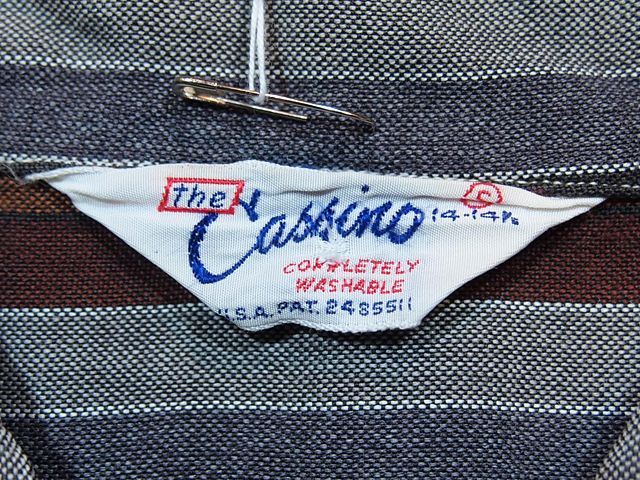 the Cassino
S 14-14½
COMPLETELY
WASHABLE
U.S.A. PAT. 2485511